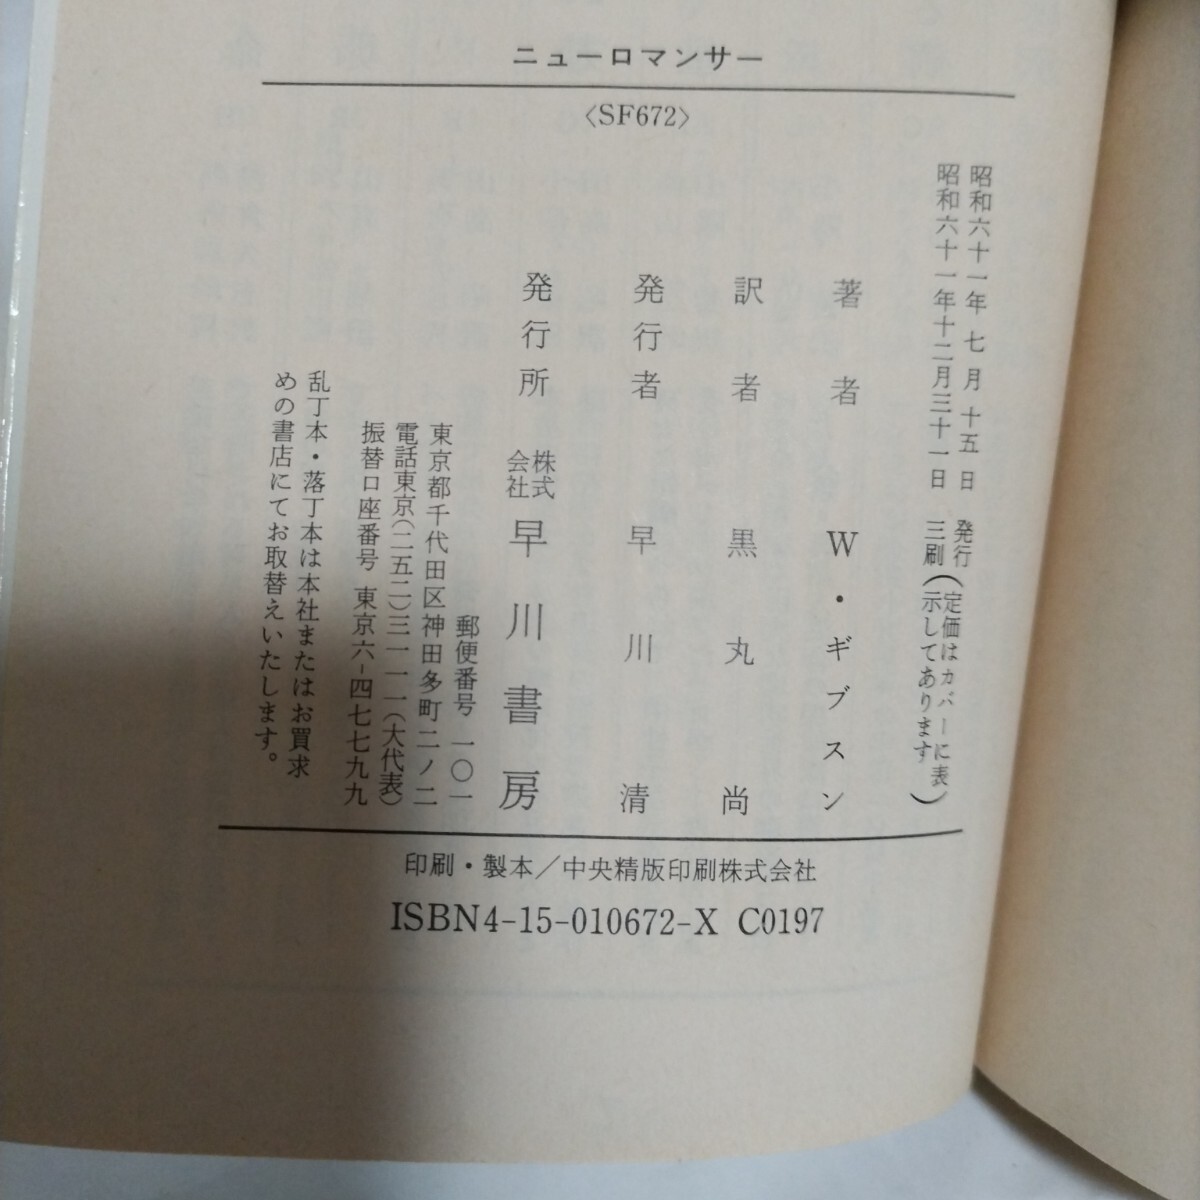 ニューロマンサー
〈SF672〉
昭和六十一年七月十五日 発行
昭和六十一年十二月三十一日 三刷
(定価はカバーに表
示してあります)
著者 W・ギブスン
訳者 黒丸尚
発行者 早川清
発行所 株式会社 早川書房
郵便番号 一〇一
東京都千代田区神田多町二ノ二
電話東京(二五二)三一一一(大代表)
振替口座番号 東京六-四七七九九
乱丁本・落丁本は本社またはお買求
めの書店にてお取替えいたします。
印刷・製本/中央精版印刷株式会社
ISBN4-15-010672-X C0197